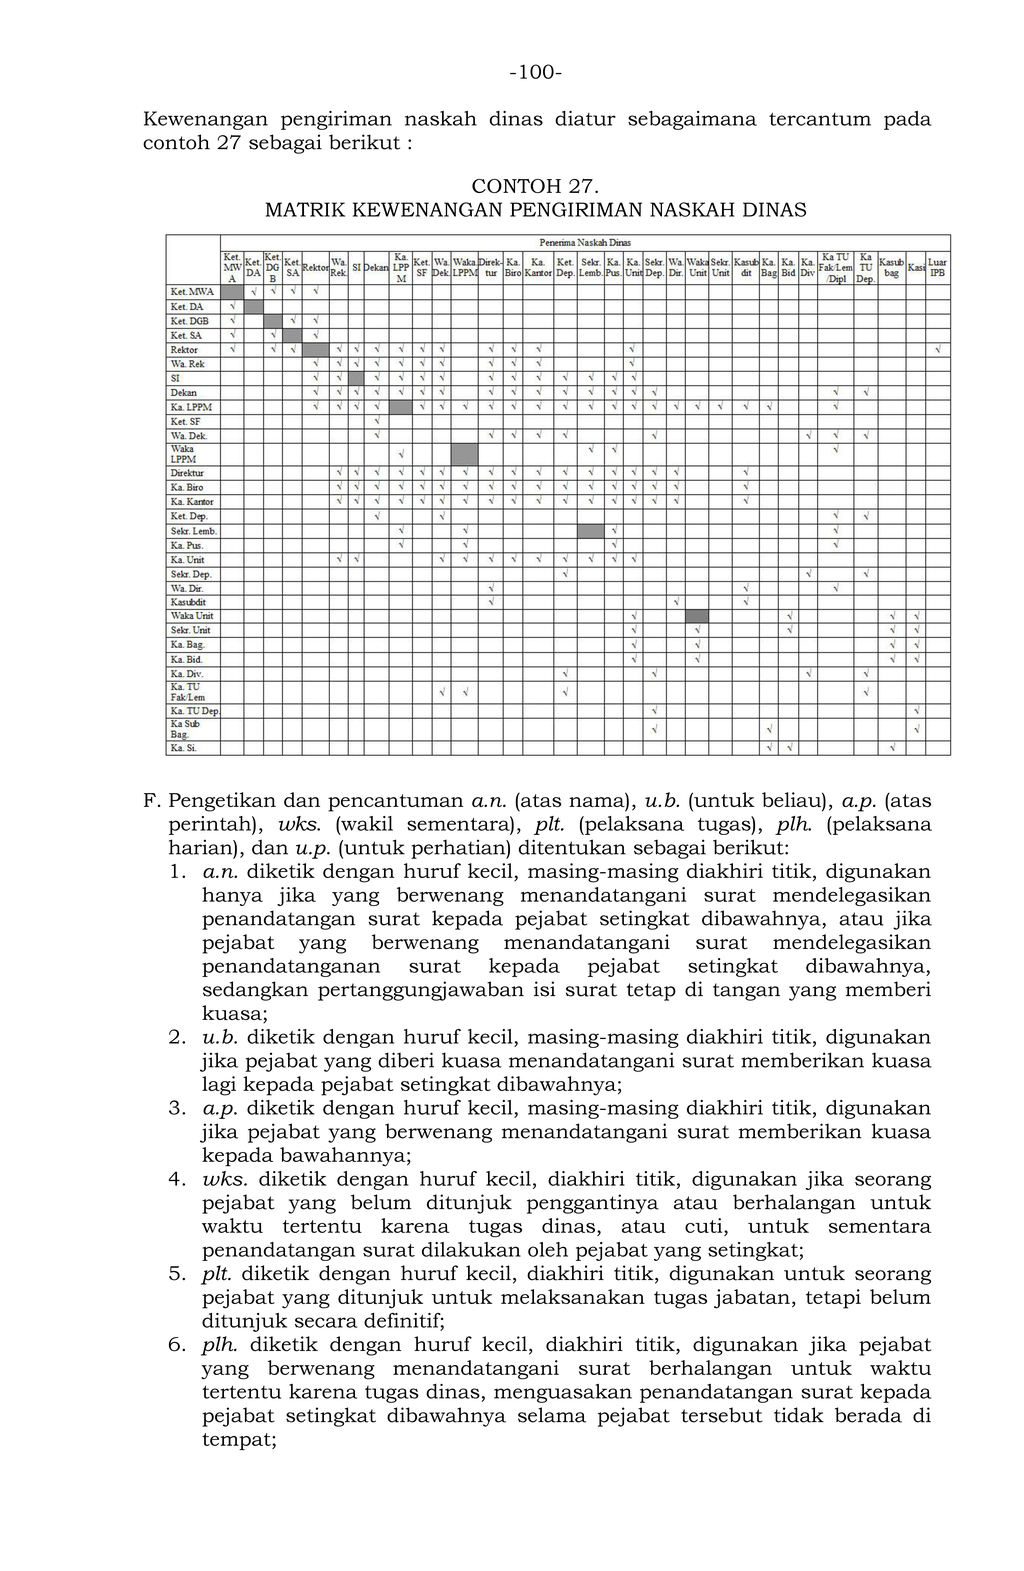 -100-
Kewenangan pengiriman naskah dinas diatur sebagaimana tercantum pada
contoh 27 sebagai berikut :
CONTOH 27.
MATRIK KEWENANGAN PENGIRIMAN NASKAH DINAS
Penerima Naskah Dinas
Ket. MWA Ket. DA Ket. DGB Ket. SA Rektor Wa. Rek. SI Dekan Ka. LPPM Ket. SF Wa. Dek. Waka. LPPM Direk-tur Ka. Biro Ka. Kantor Ket. Dep. Sekr. Lemb. Ka. Pus. Ka. Unit Sekr. Dep. Wa. Dir. Waka Unit Sekr. Unit Kasub dit Ka. Bag Ka. Bid Ka. Div Ka TU Fak/Lem /Dipl Ka TU Dep. Kasub bag Kasi Luar IPB
Ket. MWA √ √ √ √
Ket. DA √
Ket. DGB √ √ √
Ket. SA √ √ √
Rektor √ √ √ √ √ √ √ √ √ √ √ √ √ √
Wa. Rek √ √ √ √ √ √ √ √ √ √ √
SI √ √ √ √ √ √ √ √ √ √ √ √ √
Dekan √ √ √ √ √ √ √ √ √ √ √ √ √ √ √ √ √
Ka. LPPM √ √ √ √ √ √ √ √ √ √ √ √ √ √ √ √ √ √ √ √ √
Ket. SF √
Wa. Dek. √ √ √ √ √ √ √ √ √
Waka
LPPM √ √ √ √
Direktur √ √ √ √ √ √ √ √ √ √ √ √ √ √ √ √ √
Ka. Biro √ √ √ √ √ √ √ √ √ √ √ √ √ √ √ √ √
Ka. Kantor √ √ √ √ √ √ √ √ √ √ √ √ √ √ √ √ √
Ket. Dep. √ √ √ √
Sekr. Lemb. √ √ √ √
Ka. Pus. √ √ √ √
Ka. Unit √ √ √ √ √ √ √ √ √ √ √
Sekr. Dep. √ √ √
Wa. Dir. √ √ √
Kasubdit √ √ √
Waka Unit √ √ √ √
Sekr. Unit √ √ √ √ √
Ka. Bag. √ √ √ √
Ka. Bid. √ √ √ √
Ka. Div. √ √ √ √
Ka. TU
Fak/Lem √ √ √ √
Ka. TU Dep. √ √
Ka Sub
Bag. √ √ √
Ka. Si. √ √ √
F. Pengetikan dan pencantuman a.n. (atas nama), u.b. (untuk beliau), a.p. (atas
perintah), wks. (wakil sementara), plt. (pelaksana tugas), plh. (pelaksana
harian), dan u.p. (untuk perhatian) ditentukan sebagai berikut:
1. a.n. diketik dengan huruf kecil, masing-masing diakhiri titik, digunakan
hanya jika yang berwenang menandatangani surat mendelegasikan
penandatangan surat kepada pejabat setingkat dibawahnya, atau jika
pejabat yang berwenang menandatangani surat mendelegasikan
penandatanganan surat kepada pejabat setingkat dibawahnya,
sedangkan pertanggungjawaban isi surat tetap di tangan yang memberi
kuasa;
2. u.b. diketik dengan huruf kecil, masing-masing diakhiri titik, digunakan
jika pejabat yang diberi kuasa menandatangani surat memberikan kuasa
lagi kepada pejabat setingkat dibawahnya;
3. a.p. diketik dengan huruf kecil, masing-masing diakhiri titik, digunakan
jika pejabat yang berwenang menandatangani surat memberikan kuasa
kepada bawahannya;
4. wks. diketik dengan huruf kecil, diakhiri titik, digunakan jika seorang
pejabat yang belum ditunjuk penggantinya atau berhalangan untuk
waktu tertentu karena tugas dinas, atau cuti, untuk sementara
penandatangan surat dilakukan oleh pejabat yang setingkat;
5. plt. diketik dengan huruf kecil, diakhiri titik, digunakan untuk seorang
pejabat yang ditunjuk untuk melaksanakan tugas jabatan, tetapi belum
ditunjuk secara definitif;
6. plh. diketik dengan huruf kecil, diakhiri titik, digunakan jika pejabat
yang berwenang menandatangani surat berhalangan untuk waktu
tertentu karena tugas dinas, menguasakan penandatangan surat kepada
pejabat setingkat dibawahnya selama pejabat tersebut tidak berada di
tempat;